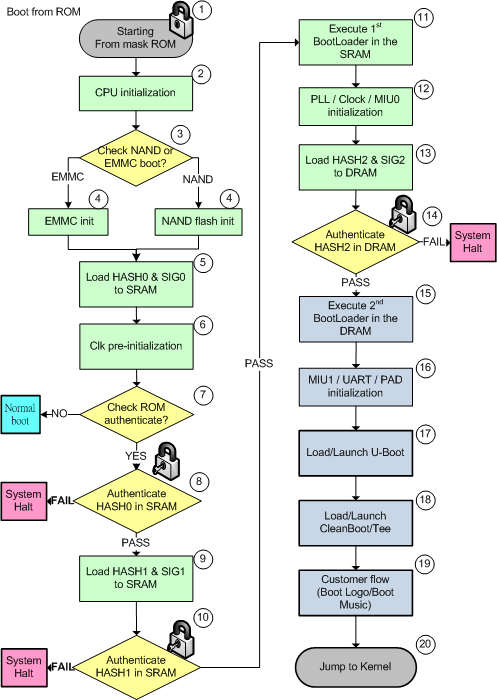 Boot from ROM
1
Starting
From mask ROM
2
CPU initialization
3
Check NAND or
EMMC boot?
EMMC
NAND
4
EMMC init
4
NAND flash init
5
Load HASH0 & SIG0
to SRAM
6
Clk pre-initialization
7
Check ROM
authenticate?
NO
Normal
boot
YES
8
Authenticate
HASH0 in SRAM
FAIL
System
Halt
PASS
9
Load HASH1 & SIG1
to SRAM
10
Authenticate
HASH1 in SRAM
FAIL
System
Halt
PASS
11
Execute 1st
BootLoader in the
SRAM
12
PLL / Clock / MIU0
initialization
13
Load HASH2 & SIG2
to DRAM
14
Authenticate
HASH2 in DRAM
FAIL
System
Halt
PASS
15
Execute 2nd
BootLoader in the
DRAM
16
MIU1 / UART / PAD
initialization
17
Load/Launch U-Boot
18
Load/Launch
CleanBoot/Tee
19
Customer flow
(Boot Logo/Boot
Music)
20
Jump to Kernel